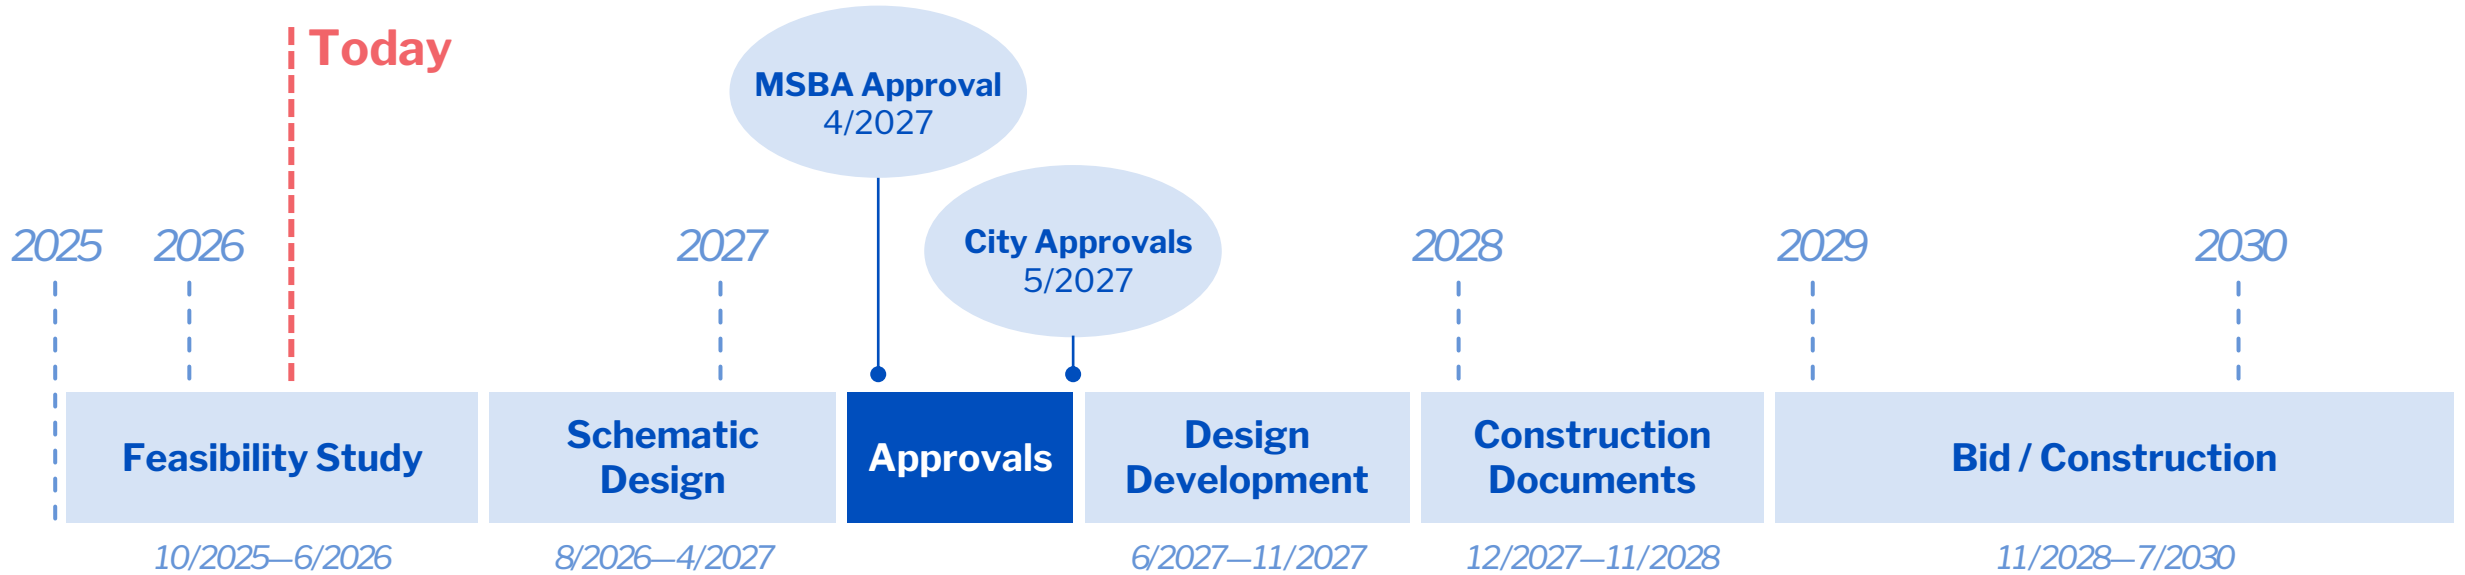 Today
MSBA Approval
4/2027
City Approvals
5/2027
2025
2026
2027
2028
2029
2030
Feasibility Study
Schematic
Design
Approvals
Design
Development
Construction
Documents
Bid / Construction
10/2025—6/2026
8/2026—4/2027
6/2027—11/2027
12/2027—11/2028
11/2028—7/2030